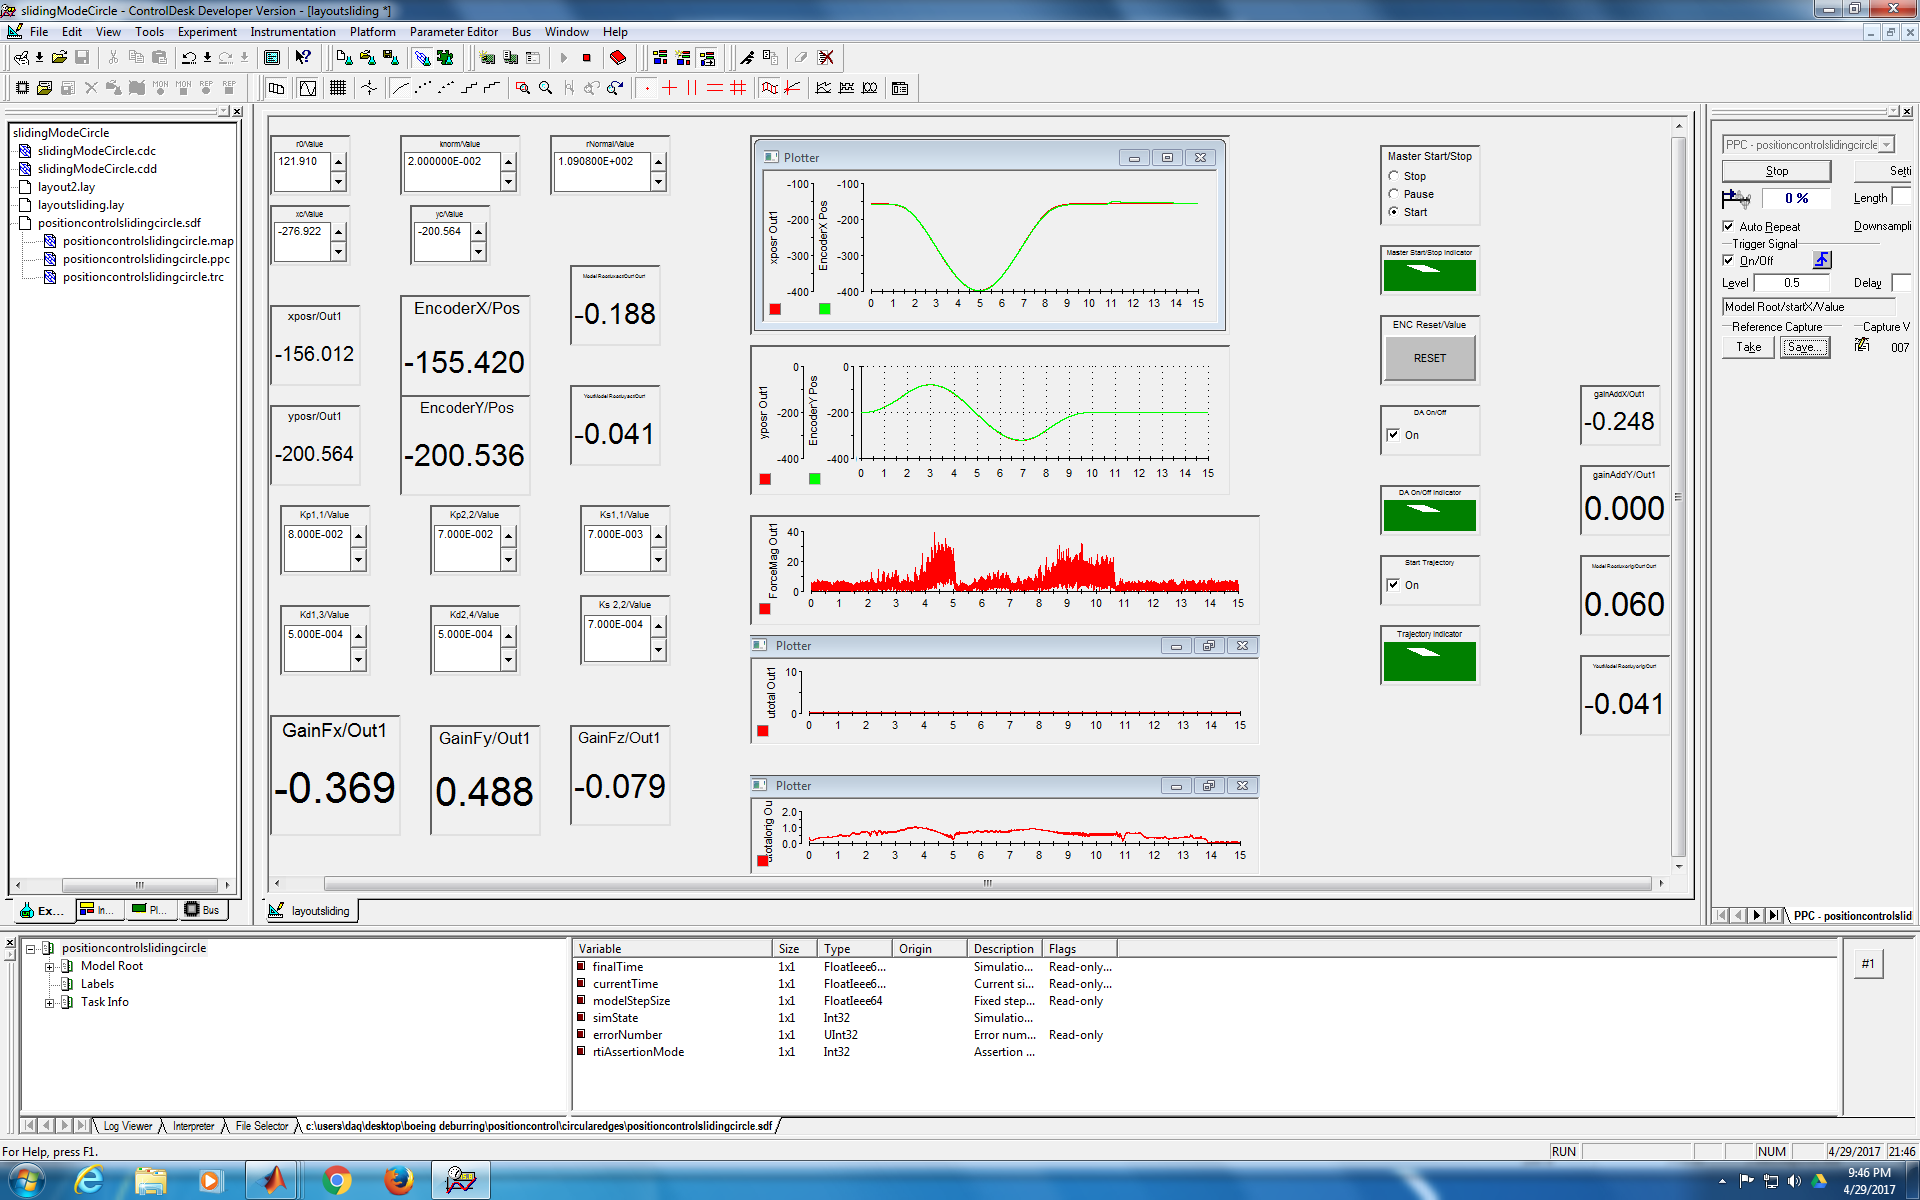 slidingModeCircle - ControlDesk Developer Version - [layoutsliding *]
File Edit View Tools Experiment Instrumentation Platform Parameter Editor Bus Window Help
slidingModeCircle
slidingModeCircle.cdc
slidingModeCircle.cdd
layout2.lay
layoutsliding.lay
positioncontrolslidingcircle.sdf
positioncontrolslidingcircle.map
positioncontrolslidingcircle.ppc
positioncontrolslidingcircle.trc
Ex... In... Pl... Bus
r0/Value
121.910
knorm/Value
2.000000E-002
rNormal/Value
1.090800E+002
xc/Value
-276.922
yc/Value
-200.564
xposr/Out1
-156.012
EncoderX/Pos
-155.420
-0.188
yposr/Out1
-200.564
EncoderY/Pos
-200.536
-0.041
Kp1,1/Value
8.000E-002
Kp2,2/Value
7.000E-002
Ks1,1/Value
7.000E-003
Kd1,3/Value
5.000E-004
Kd2,4/Value
5.000E-004
Ks 2,2/Value
7.000E-004
GainFx/Out1
-0.369
GainFy/Out1
0.488
GainFz/Out1
-0.079
Plotter
xposr Out1
EncoderX Pos
-100 -100
-200 -200
-300 -300
-400 -400
0 1 2 3 4 5 6 7 8 9 10 11 12 13 14 15
yposr Out1
EncoderY Pos
0 0
-200 -200
-400 -400
0 1 2 3 4 5 6 7 8 9 10 11 12 13 14 15
ForceMag Out1
40
20
0
0 1 2 3 4 5 6 7 8 9 10 11 12 13 14 15
Plotter
utotal Out1
10
0
0 1 2 3 4 5 6 7 8 9 10 11 12 13 14 15
Plotter
utotalorig Ou
2.0
1.0
0.0
0 1 2 3 4 5 6 7 8 9 10 11 12 13 14 15
Master Start/Stop
Stop
Pause
Start
Master Start/Stop Indicator
ENC Reset/Value
RESET
DA On/Off
On
DA On/Off Indicator
Start Trajectory
On
Trajectory Indicator
gainAddX/Out1
-0.248
gainAddY/Out1
0.000
0.060
-0.041
layoutsliding
PPC - positioncontrolslidingcircle
Stop Setti
0 % Length
Auto Repeat Downsampli
Trigger Signal
On/Off
Level 0.5 Delay
Model Root/startX/Value
Reference Capture Capture V
Take Save... 007
PPC - positioncontrolslid
positioncontrolslidingcircle
Model Root
Labels
Task Info
Variable Size Type Origin Description Flags
finalTime 1x1 FloatIeee6... Simulatio... Read-only...
currentTime 1x1 FloatIeee6... Current si... Read-only...
modelStepSize 1x1 FloatIeee64 Fixed step... Read-only
simState 1x1 Int32 Simulatio...
errorNumber 1x1 UInt32 Error num... Read-only
rtiAssertionMode 1x1 Int32 Assertion ...
#1
Log Viewer Interpreter File Selector c:\users\daq\desktop\boeing deburring\positioncontrol\circularedges\positioncontrolslidingcircle.sdf
For Help, press F1.
RUN NUM 4/29/2017 21:46
9:46 PM
4/29/2017